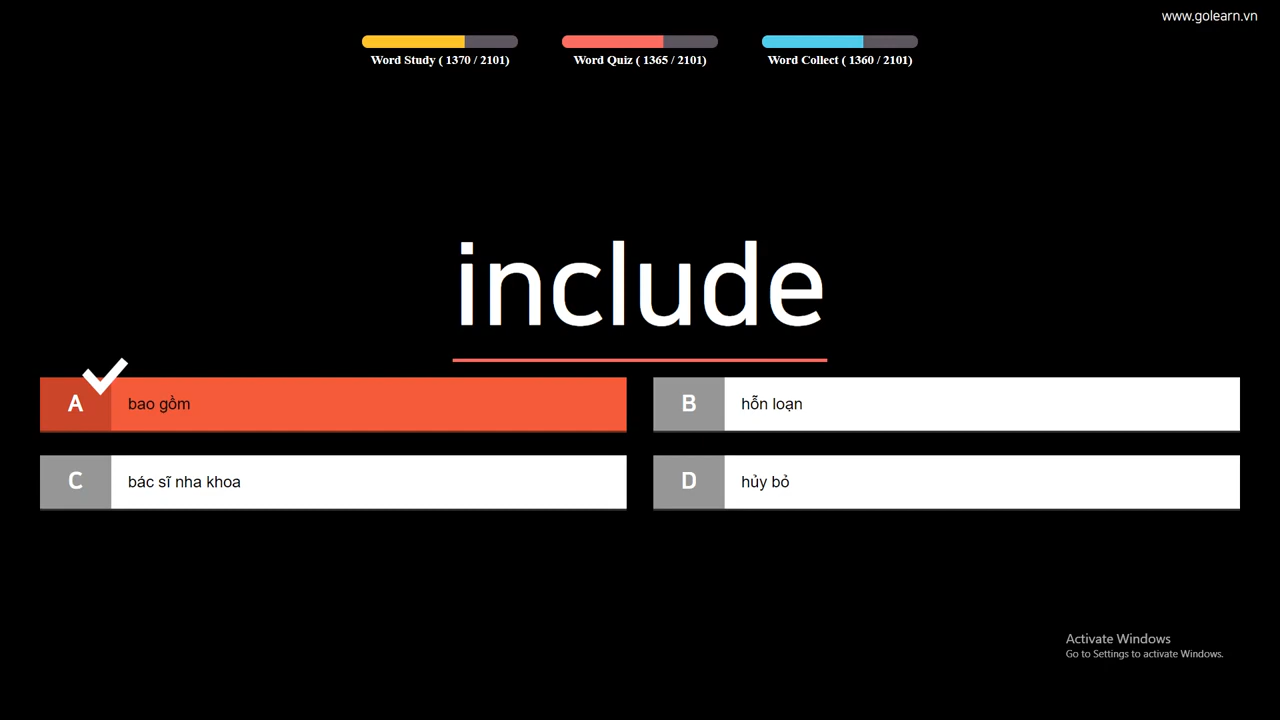 www.golearn.vn
Word Study ( 1370 / 2101)
Word Quiz ( 1365 / 2101)
Word Collect ( 1360 / 2101)
include
A bao gồm
B hỗn loạn
C bác sĩ nha khoa
D hủy bỏ
Activate Windows
Go to Settings to activate Windows.